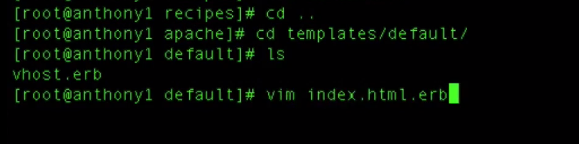 [root@anthony1 recipes]# cd ..
[root@anthony1 apache]# cd templates/default/
[root@anthony1 default]# ls
vhost.erb
[root@anthony1 default]# vim index.html.erb